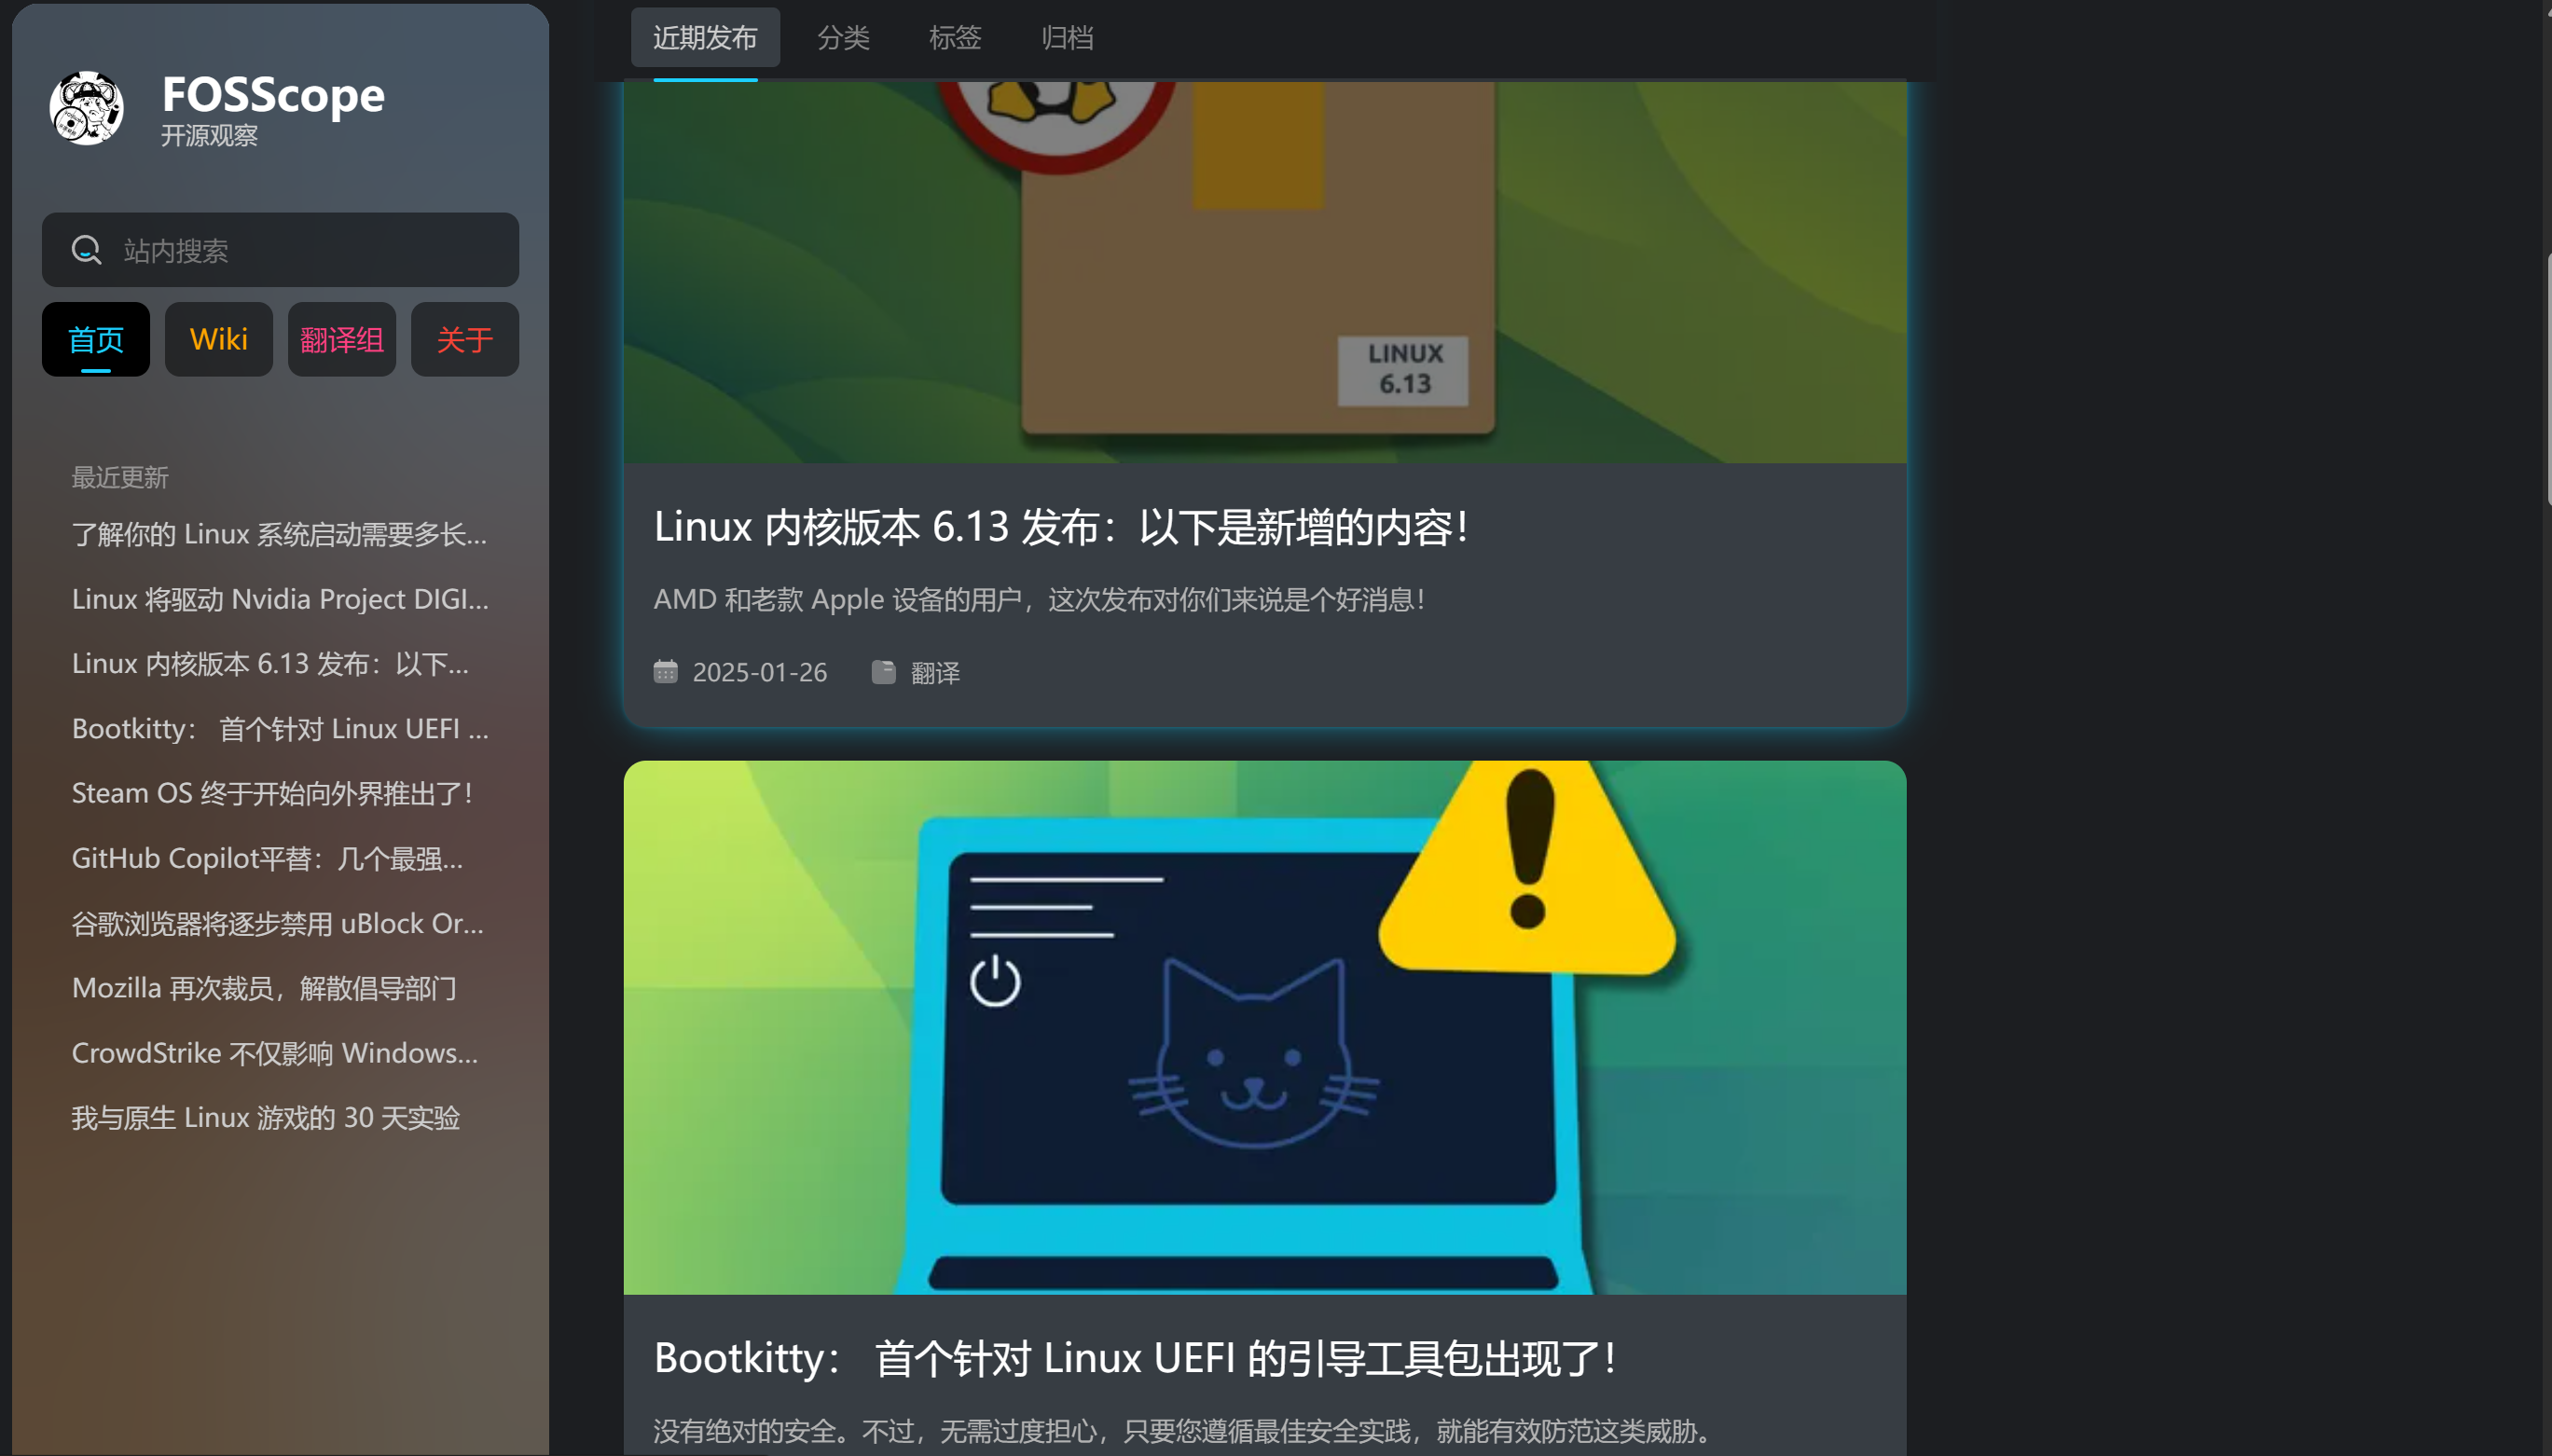 FOSScope
开源观察
站内搜索
首页
Wiki
翻译组
关于
最近更新
了解你的 Linux 系统启动需要多长...
Linux 将驱动 Nvidia Project DIGI...
Linux 内核版本 6.13 发布：以下...
Bootkitty： 首个针对 Linux UEFI ...
Steam OS 终于开始向外界推出了！
GitHub Copilot平替：几个最强...
谷歌浏览器将逐步禁用 uBlock Or...
Mozilla 再次裁员，解散倡导部门
CrowdStrike 不仅影响 Windows...
我与原生 Linux 游戏的 30 天实验
近期发布
分类
标签
归档
LINUX
6.13
Linux 内核版本 6.13 发布：以下是新增的内容！
AMD 和老款 Apple 设备的用户，这次发布对你们来说是个好消息！
2025-01-26
翻译
Bootkitty： 首个针对 Linux UEFI 的引导工具包出现了！
没有绝对的安全。不过，无需过度担心，只要您遵循最佳安全实践，就能有效防范这类威胁。